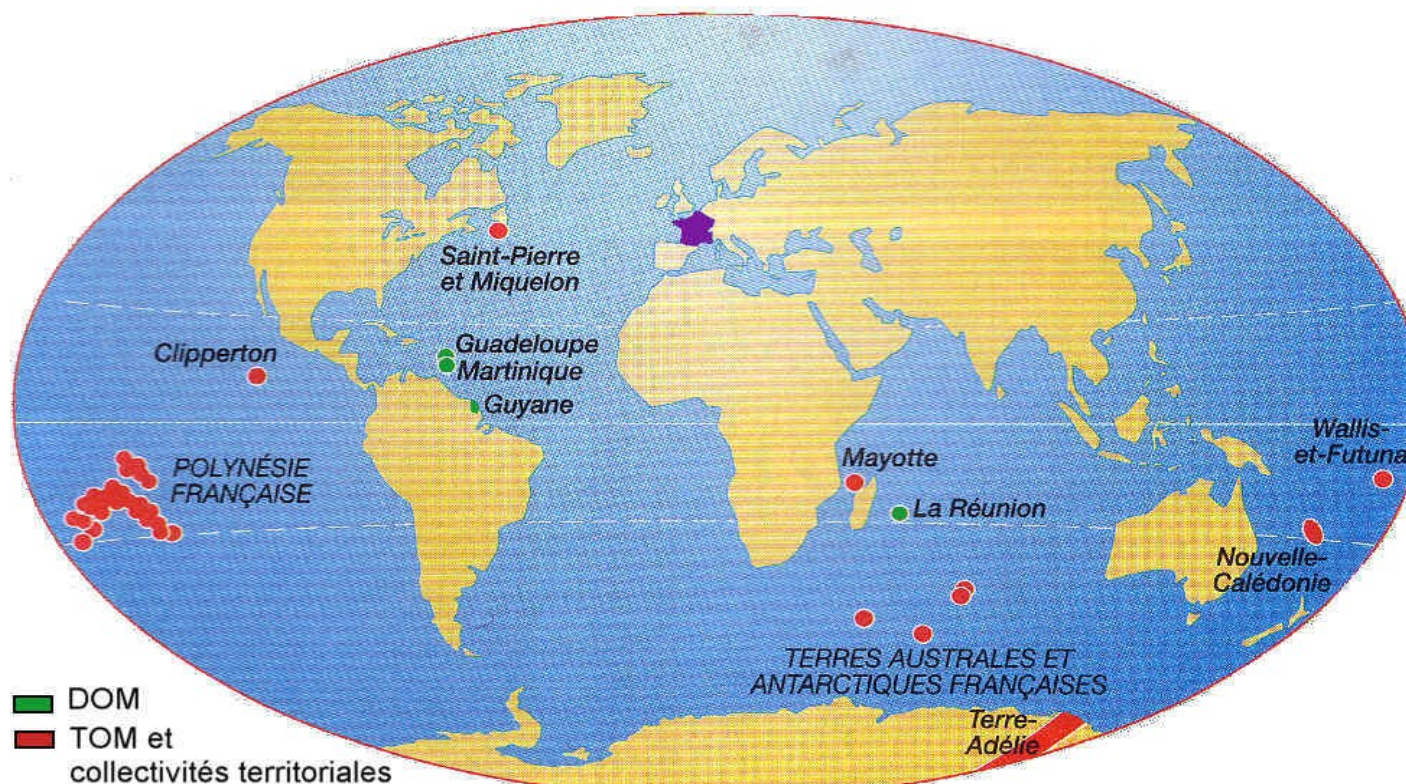 Saint-Pierre
et Miquelon
Clipperton
Guadeloupe
Martinique
Guyane
POLYNÉSIE
FRANÇAISE
Mayotte
La Réunion
Wallis-
et-Futuna
Nouvelle-
Calédonie
TERRES AUSTRALES ET
ANTARCTIQUES FRANÇAISES
Terre-
Adélie
DOM
TOM et
collectivités territoriales